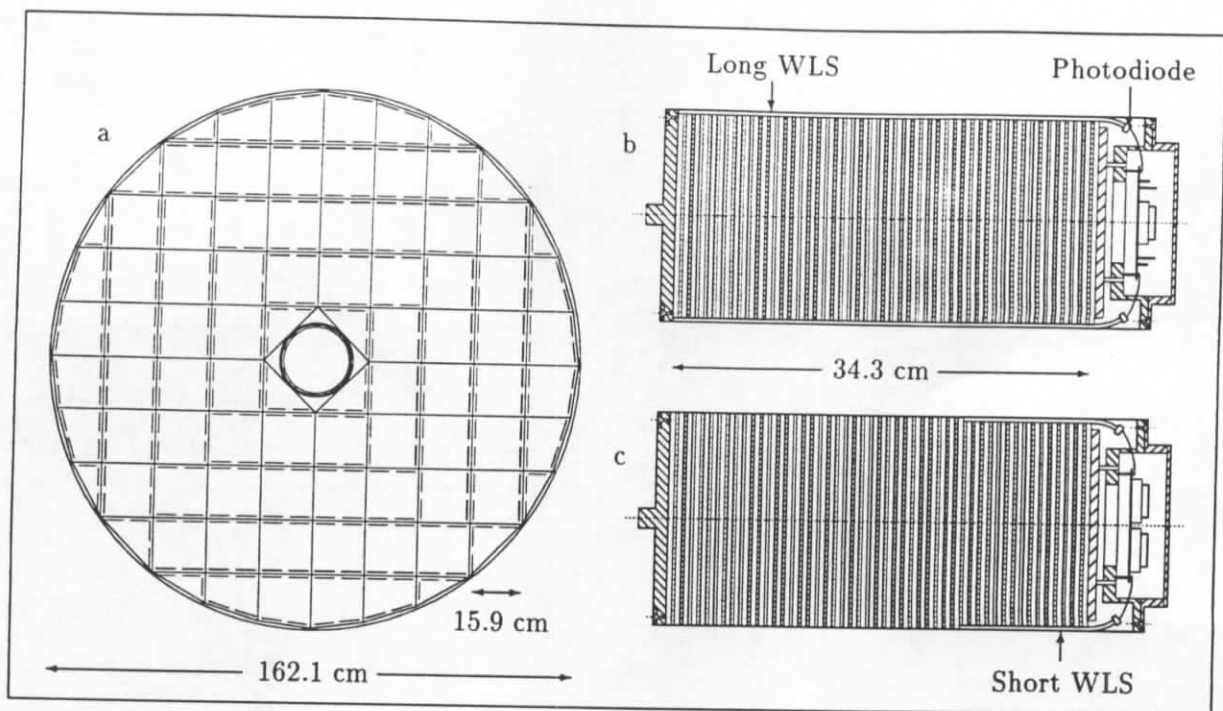 a
15.9 cm
162.1 cm
Long WLS
Photodiode
b
34.3 cm
c
Short WLS